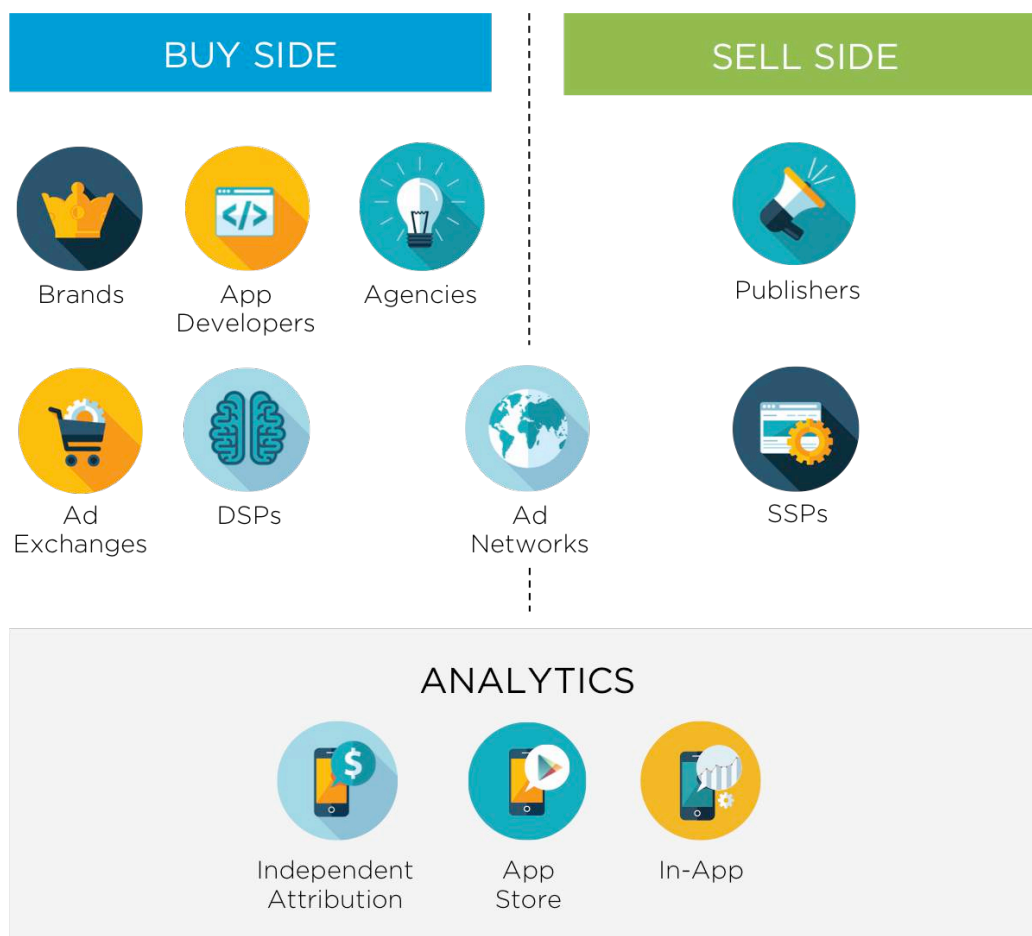 BUY SIDE
SELL SIDE
Brands
App
Developers
Agencies
Publishers
Ad
Exchanges
DSPs
Ad
Networks
SSPs
ANALYTICS
Independent
Attribution
App
Store
In-App